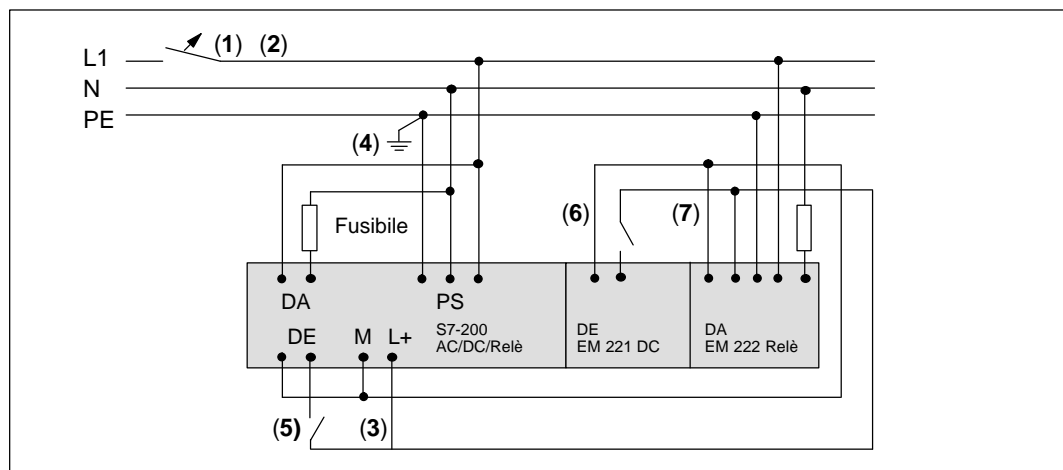 (1) (2)
L1
N
PE
(4)
(6)
(7)
Fusibile
DA
PS
DE
M
L+
S7-200
AC/DC/Relè
DE
EM 221 DC
DA
EM 222 Relè
(5)
(3)